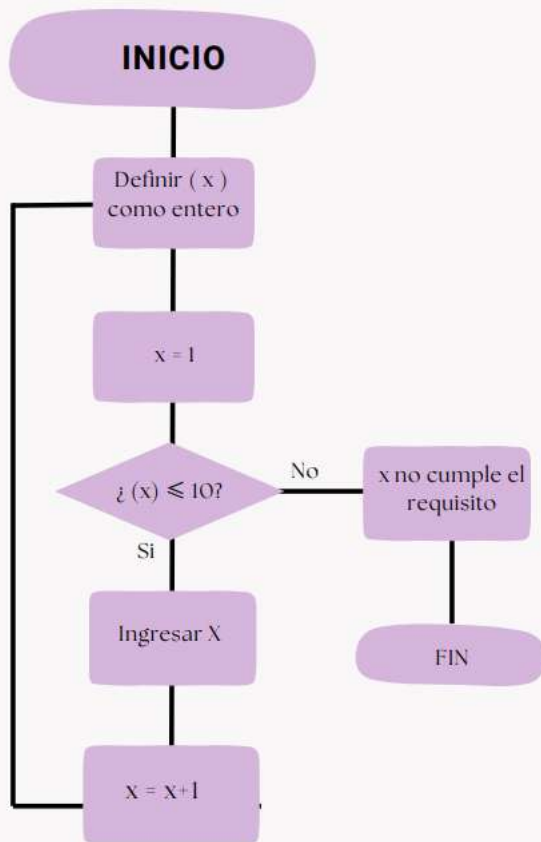 INICIO
Definir ( x )
como entero
x = 1
¿ (x) ⩽ 10?
No
x no cumple el
requisito
Si
Ingresar X
FIN
x = x+1